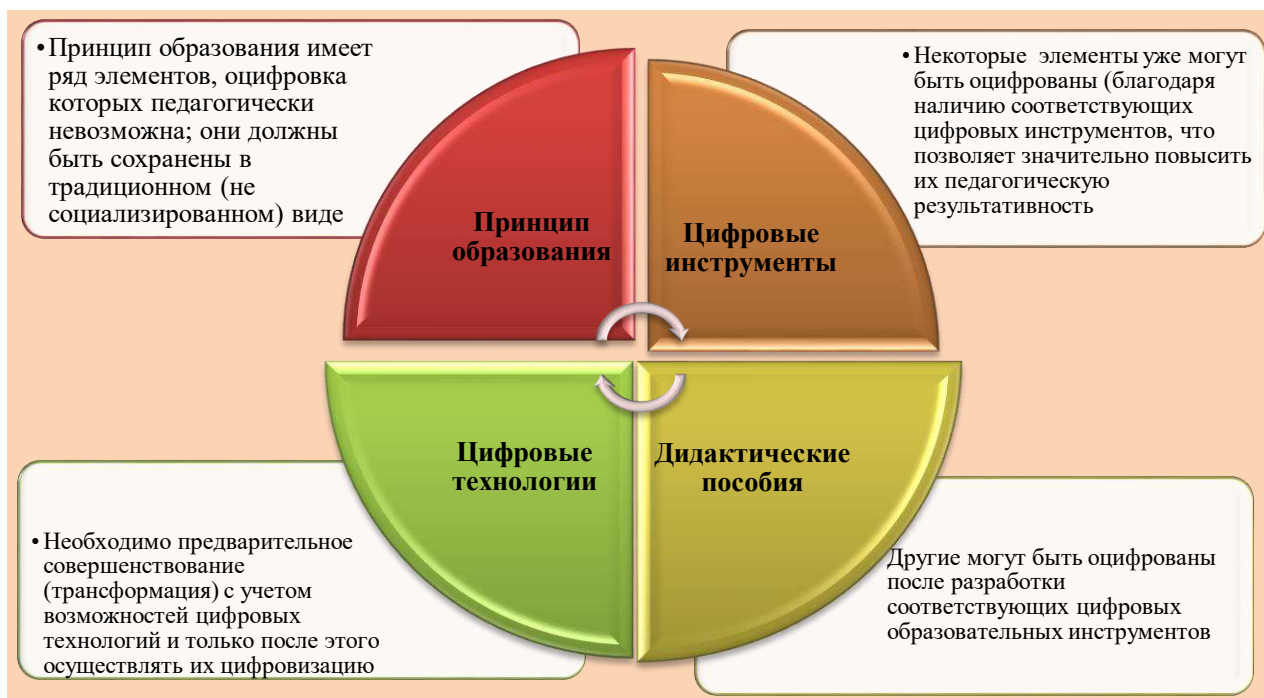 • Принцип образования имеет
ряд элементов, оцифровка
которых педагогически
невозможна; они должны
быть сохранены в
традиционном (не
социализированном) виде
• Некоторые элементы уже могут
быть оцифрованы (благодаря
наличию соответствующих
цифровых инструментов, что
позволяет значительно повысить
их педагогическую
результативность
Принцип
образования
Цифровые
инструменты
Цифровые
технологии
Дидактические
пособия
• Необходимо предварительное
совершенствование
(трансформация) с учетом
возможностей цифровых
технологий и только после этого
осуществлять их цифровизацию
Другие могут быть оцифрованы
после разработки
соответствующих цифровых
образовательных инструментов